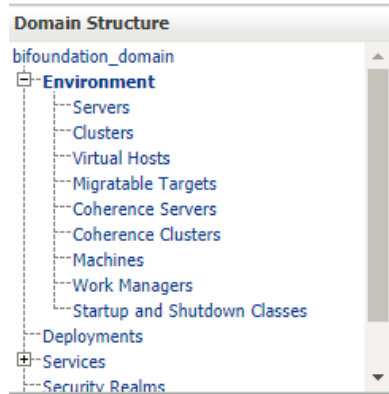 Domain Structure
bifoundation_domain
Environment
Servers
Clusters
Virtual Hosts
Migratable Targets
Coherence Servers
Coherence Clusters
Machines
Work Managers
Startup and Shutdown Classes
Deployments
Services
Security Realms